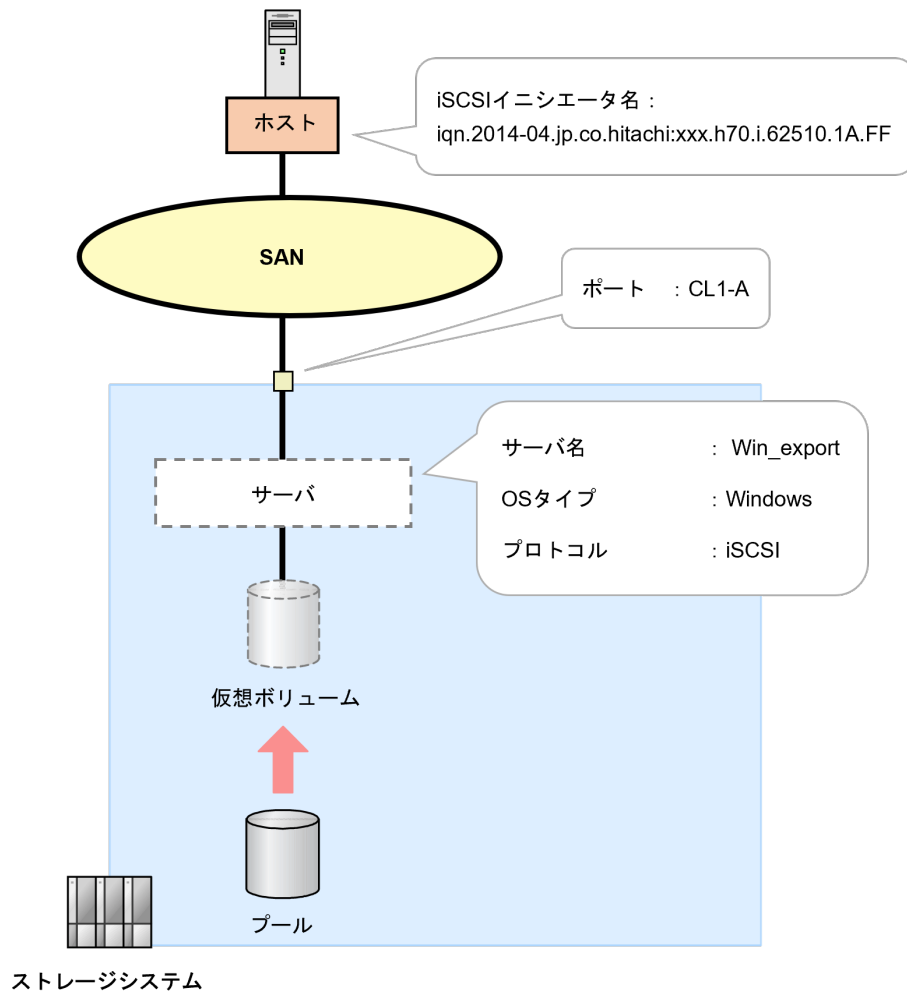 iSCSIイニシエータ名：
iqn.2014-04.jp.co.hitachi:xxx.h70.i.62510.1A.FF
ホスト
SAN
ポート ：CL1-A
サーバ名 ： Win_export
OSタイプ ：Windows
プロトコル ：iSCSI
サーバ
仮想ボリューム
プール
ストレージシステム